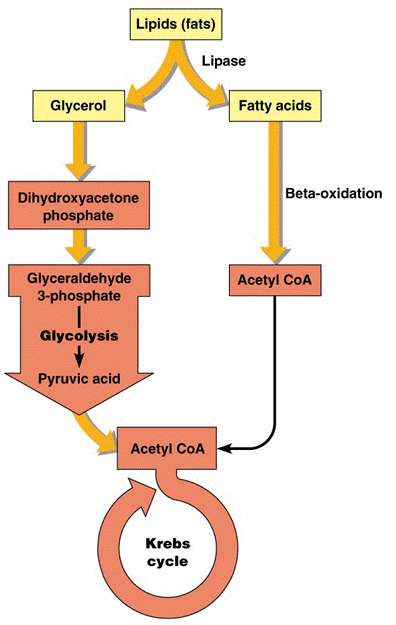 Lipids (fats)
Lipase
Glycerol
Fatty acids
Dihydroxyacetone
phosphate
Beta-oxidation
Glyceraldehyde
3-phosphate
Glycolysis
Pyruvic acid
Acetyl CoA
Acetyl CoA
Krebs
cycle